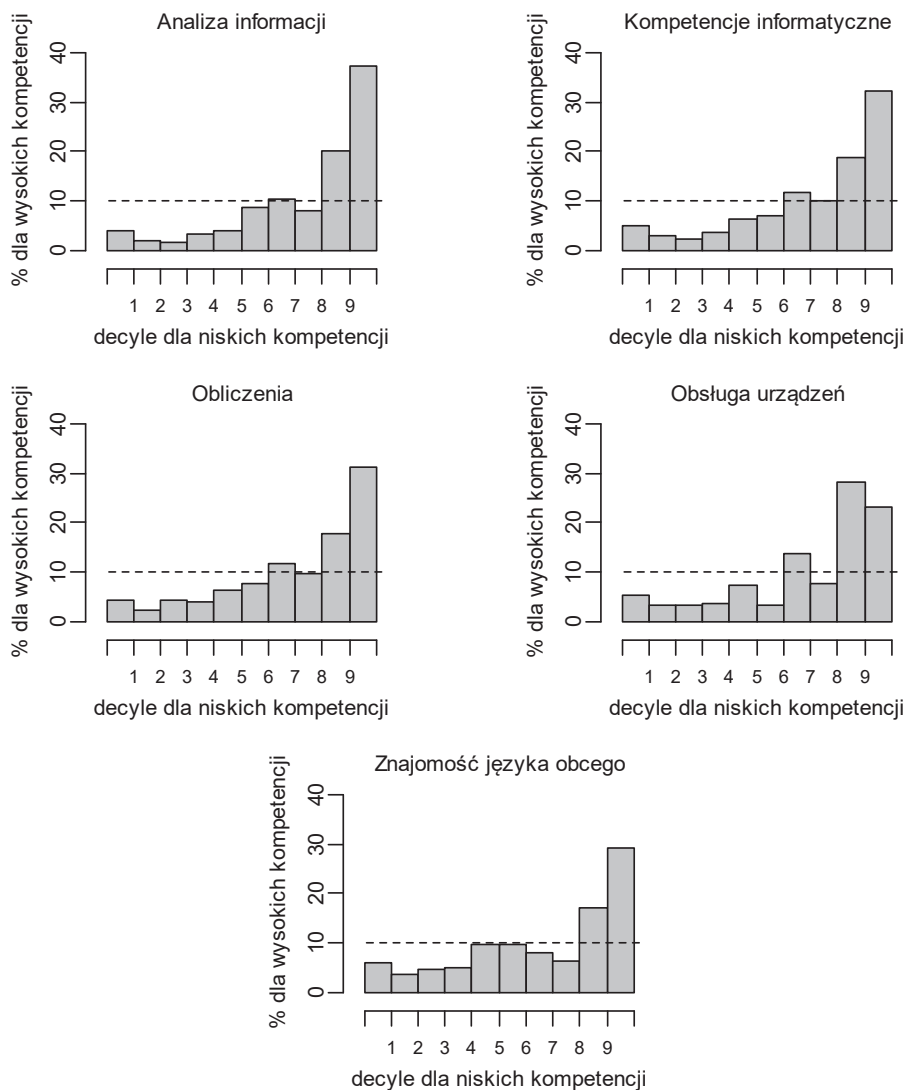 Analiza informacji
% dla wysokich kompetencji
0 10 20 30 40
1 2 3 4 5 6 7 8 9
decyle dla niskich kompetencji
Kompetencje informatyczne
% dla wysokich kompetencji
0 10 20 30 40
1 2 3 4 5 6 7 8 9
decyle dla niskich kompetencji
Obliczenia
% dla wysokich kompetencji
0 10 20 30 40
1 2 3 4 5 6 7 8 9
decyle dla niskich kompetencji
Obsługa urządzeń
% dla wysokich kompetencji
0 10 20 30 40
1 2 3 4 5 6 7 8 9
decyle dla niskich kompetencji
Znajomość języka obcego
% dla wysokich kompetencji
0 10 20 30 40
1 2 3 4 5 6 7 8 9
decyle dla niskich kompetencji